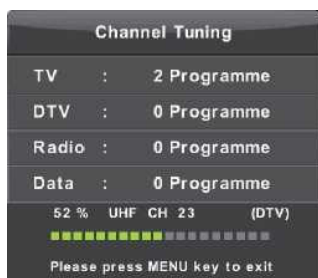 Channel Tuning
TV : 2 Programme
DTV : 0 Programme
Radio : 0 Programme
Data : 0 Programme
52 % UHF CH 23 (DTV)
Please press MENU key to exit